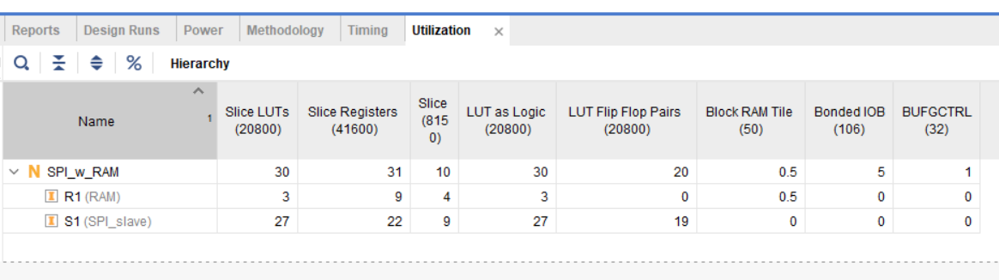 Reports Design Runs Power Methodology Timing Utilization ×
% Hierarchy
Name 1 Slice LUTs (20800) Slice Registers (41600) Slice (8150) LUT as Logic (20800) LUT Flip Flop Pairs (20800) Block RAM Tile (50) Bonded IOB (106) BUFGCTRL (32)
N SPI_w_RAM 30 31 10 30 20 0.5 5 1
I R1 (RAM) 3 9 4 3 0 0.5 0 0
I S1 (SPI_slave) 27 22 9 27 19 0 0 0